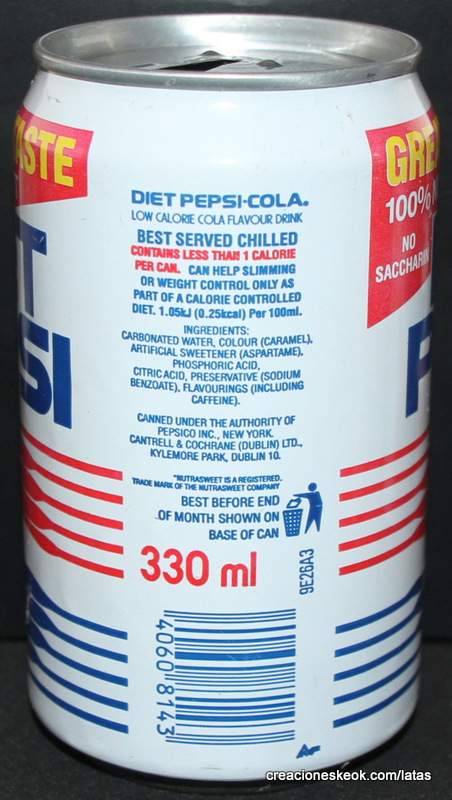 TASTE
T
SI
DIET PEPSI-COLA.
LOW CALORIE COLA FLAVOUR DRINK
BEST SERVED CHILLED
CONTAINS LESS THAN 1 CALORIE
PER CAN. CAN HELP SLIMMING
OR WEIGHT CONTROL ONLY AS
PART OF A CALORIE CONTROLLED
DIET. 1.05kJ (0.25kcal) Per 100ml.
INGREDIENTS:
CARBONATED WATER, COLOUR (CARAMEL),
ARTIFICIAL SWEETENER (ASPARTAME),
PHOSPHORIC ACID,
CITRIC ACID, PRESERVATIVE (SODIUM
BENZOATE), FLAVOURINGS (INCLUDING
CAFFEINE).
CANNED UNDER THE AUTHORITY OF
PEPSICO INC., NEW YORK.
CANTRELL & COCHRANE (DUBLIN) LTD.,
KYLEMORE PARK, DUBLIN 10.
*NUTRASWEET IS A REGISTERED
TRADE MARK OF THE NUTRASWEET COMPANY
BEST BEFORE END
OF MONTH SHOWN ON
BASE OF CAN
330 ml
9E26A3
4060 8143
GRE
100%
NO
SACCHARIN
P
creacioneskeok.com/latas